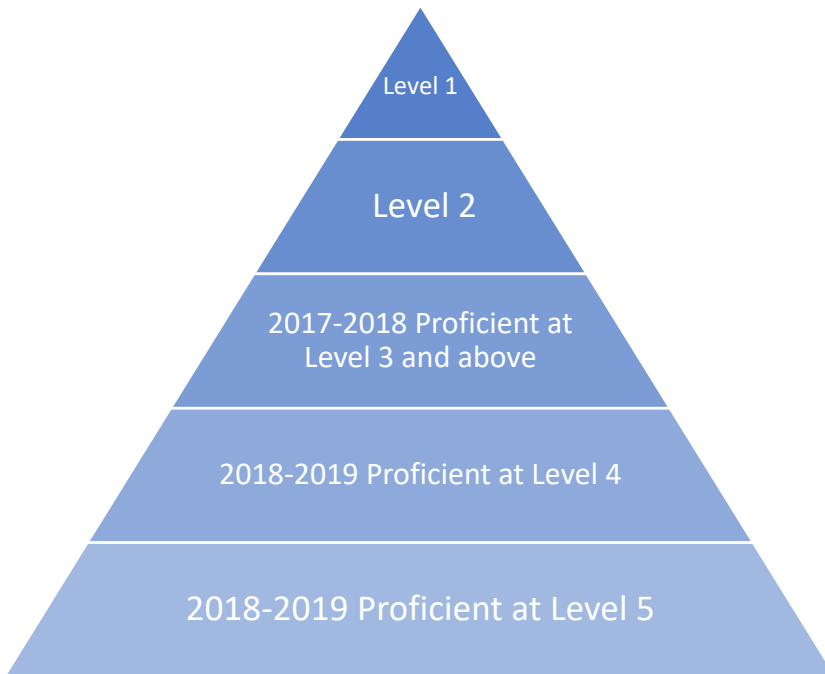 Level 1
Level 2
2017-2018 Proficient at
Level 3 and above
2018-2019 Proficient at Level 4
2018-2019 Proficient at Level 5